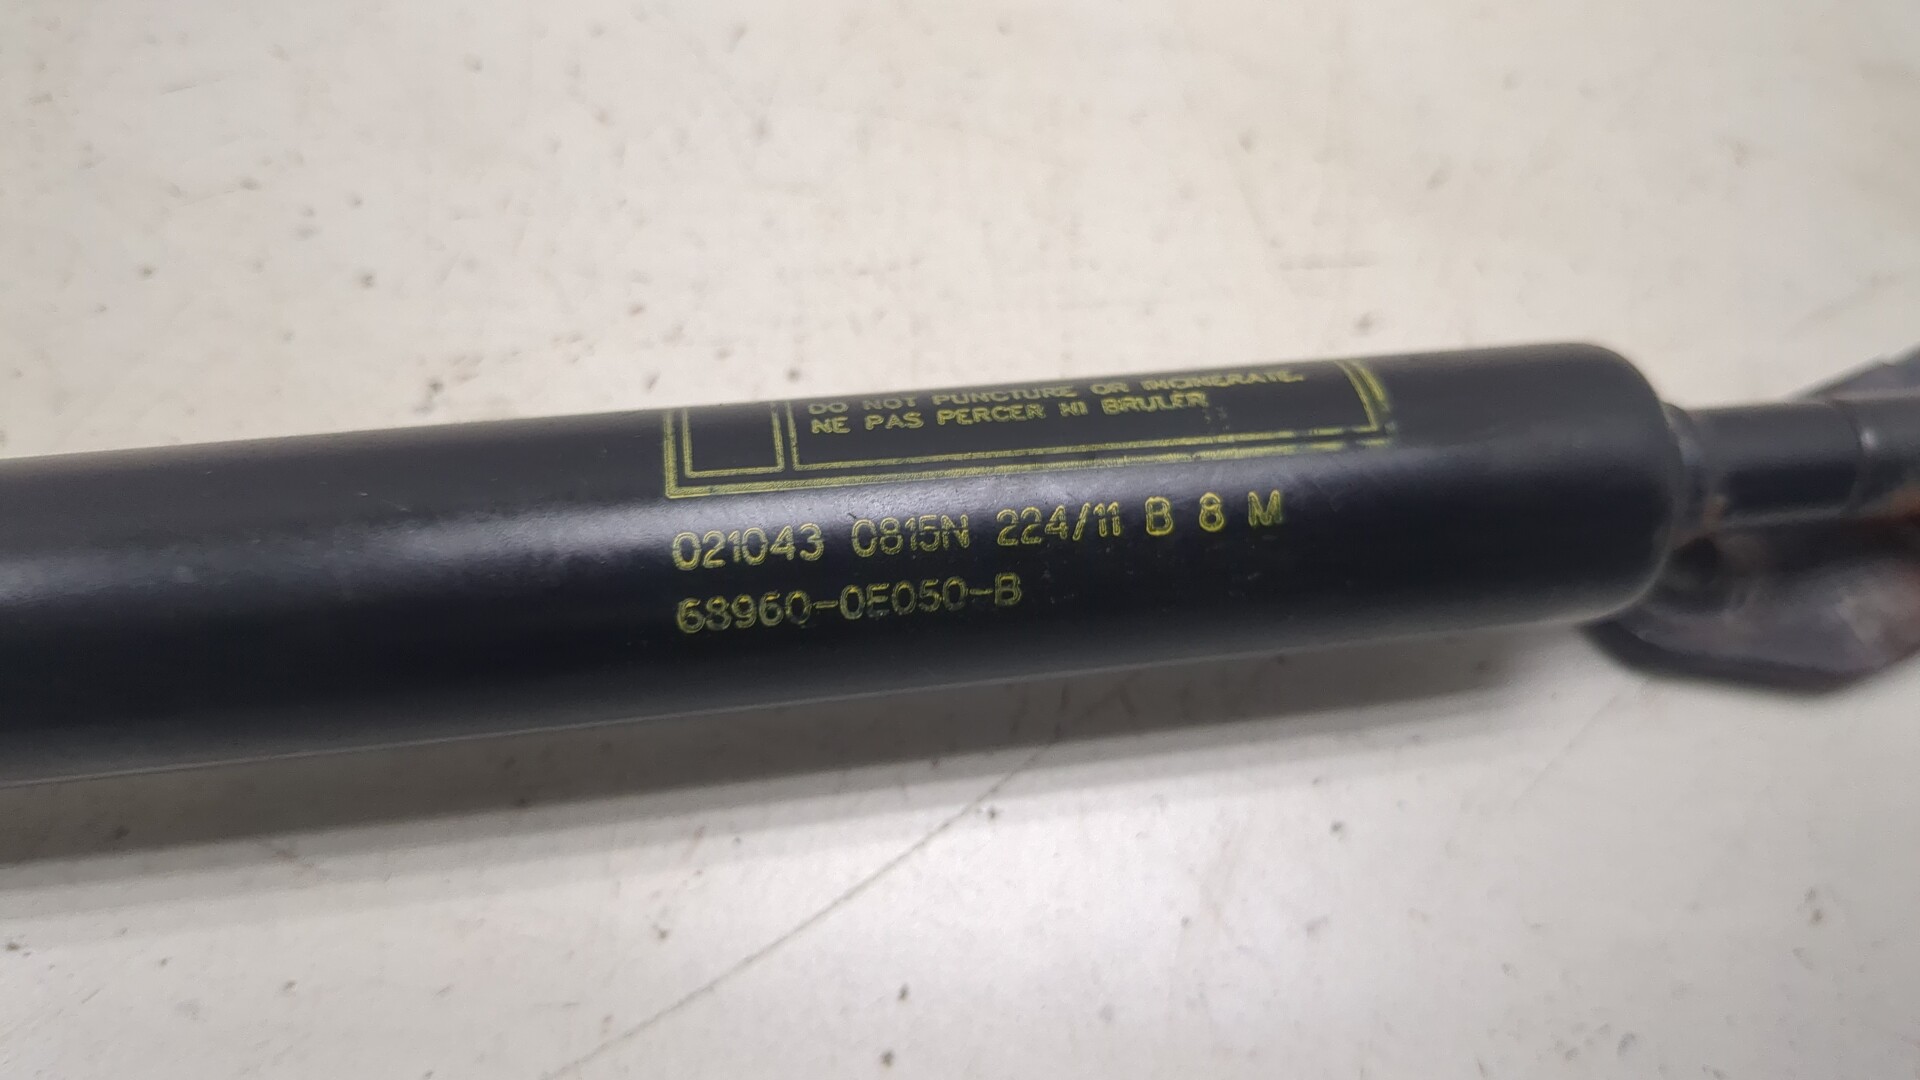 DO NOT PUNCTURE OR INCINERATE.
NE PAS PERCER NI BRULER
021043 0815N 224/11 B 8 M
68960-0E050-B